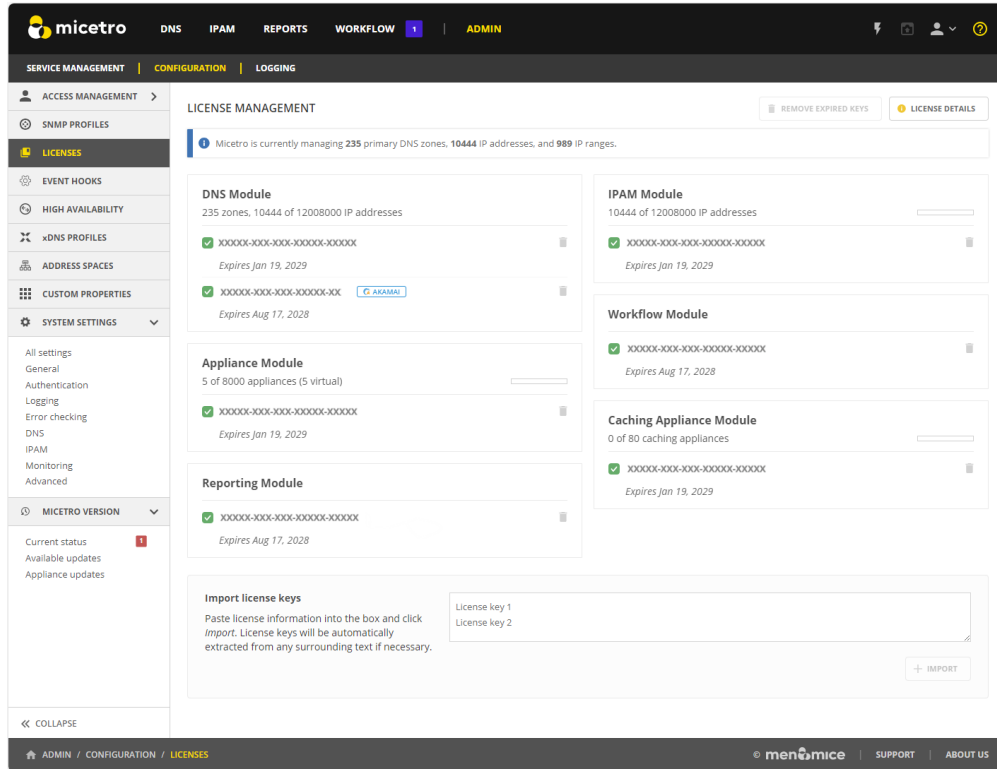 micetro
DNS IPAM REPORTS WORKFLOW 1 ADMIN
SERVICE MANAGEMENT CONFIGURATION LOGGING
ACCESS MANAGEMENT
SNMP PROFILES
LICENSES
EVENT HOOKS
HIGH AVAILABILITY
xDNS PROFILES
ADDRESS SPACES
CUSTOM PROPERTIES
SYSTEM SETTINGS
All settings
General
Authentication
Logging
Error checking
DNS
IPAM
Monitoring
Advanced
MICETRO VERSION
Current status 1
Available updates
Appliance updates
COLLAPSE
LICENSE MANAGEMENT
REMOVE EXPIRED KEYS
LICENSE DETAILS
Micetro is currently managing 235 primary DNS zones, 10444 IP addresses, and 989 IP ranges.
DNS Module
235 zones, 10444 of 12008000 IP addresses
XXXXX-XXX-XXX-XXXXX-XXXXX
Expires Jan 19, 2029
XXXXX-XXX-XXX-XXXXX-XX AKAMAI
Expires Aug 17, 2028
Appliance Module
5 of 8000 appliances (5 virtual)
XXXXX-XXX-XXX-XXXXX-XXXXX
Expires Jan 19, 2029
Reporting Module
XXXXX-XXX-XXX-XXXXX-XXXXX
Expires Aug 17, 2028
IPAM Module
10444 of 12008000 IP addresses
XXXXX-XXX-XXX-XXXXX-XXXXX
Expires Jan 19, 2029
Workflow Module
XXXXX-XXX-XXX-XXXXX-XXXXX
Expires Aug 17, 2028
Caching Appliance Module
0 of 80 caching appliances
XXXXX-XXX-XXX-XXXXX-XXXXX
Expires Jan 19, 2029
Import license keys
Paste license information into the box and click
Import. License keys will be automatically
extracted from any surrounding text if necessary.
License key 1
License key 2
+ IMPORT
ADMIN / CONFIGURATION / LICENSES
© men&mice SUPPORT ABOUT US